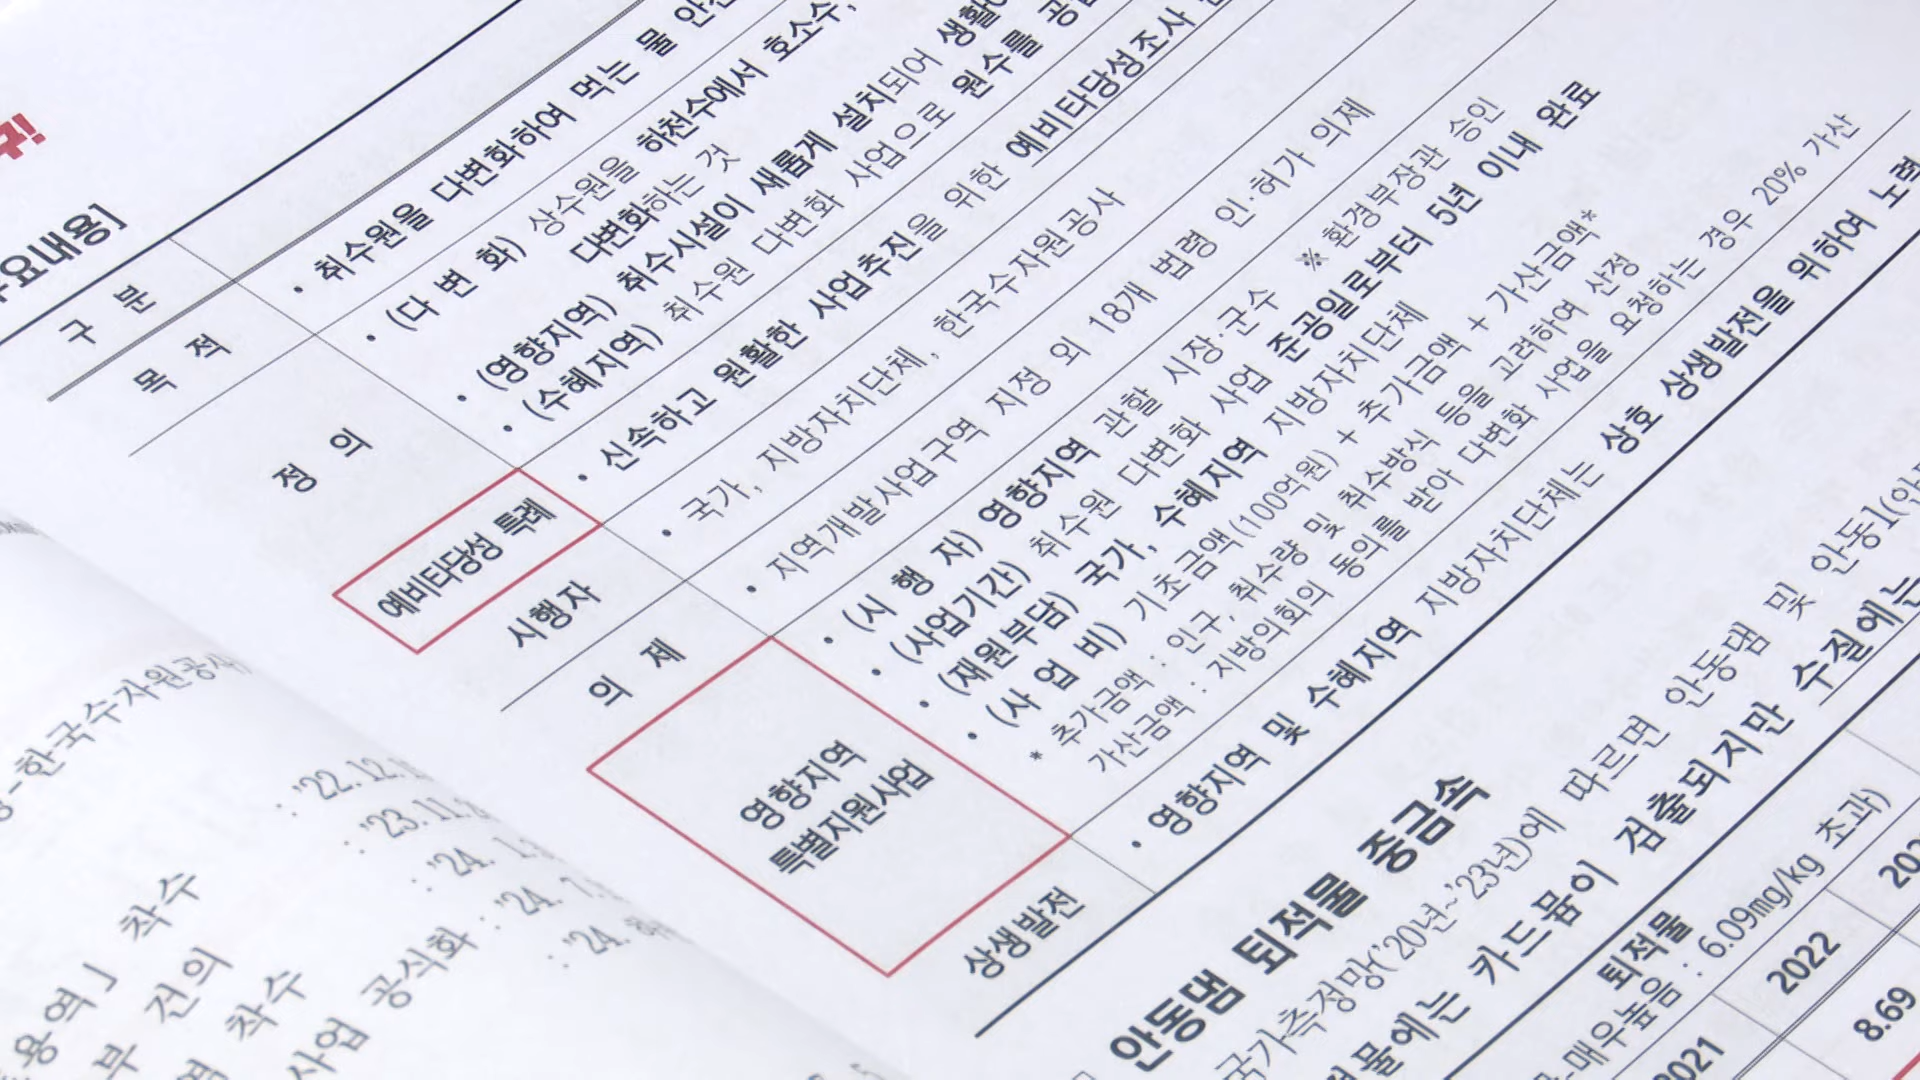 구!
주요내용]
구 분
목 적
• 취수원을 다변화하여 먹는 물
정 의
• (다 변 화) 상수원을 하천수에서 호소수,
다변화하는 것
• (영향지역) 취수시설이 새롭게 설치되어
• (수혜지역) 취수원 다변화 사업으로 원수를
예비타당성 특례
• 신속하고 원활한 사업추진을 위한 예비타당성조사
시행자
• 국가, 지방자치단체, 한국수자원공사
의 제
• 지역개발사업구역 지정 외 18개 법령 인·허가 의제
영향지역
특별지원사업
• (시 행 자) 영향지역 관할 시장·군수 ※ 환경부장관 승인
• (사업기간) 취수원 다변화 사업 준공일로부터 5년 이내 완료
• (재원부담) 국가, 수혜지역 지방자치단체
• (사 업 비) 기초금액(100억원) + 추가금액 + 가산금액*
* 추가금액 : 인구, 취수량 및 취수방식 등을 고려하여 산정
가산금액 : 지방의회의 동의를 받아 다변화 사업을 요청하는 경우 20% 가산
상생발전
• 영향지역 및 수혜지역 지방자치단체는 상호 상생발전을 위하여 노력
안동댐 퇴적물 중금속
국가측정망('20년~'23년)에 따르면 안동댐 및 안동1
퇴적물에는 카드뮴이 검출되지만 수질에는
퇴적물
매우높음 : 6.09mg/kg 초과)
2021
2022
8.69
한국수자원공사
용역」 착수
: '22.12.
부 건의
: '23.11.
착수
: '24. 1.
사업 공식화 : '24. 7.
: '24.